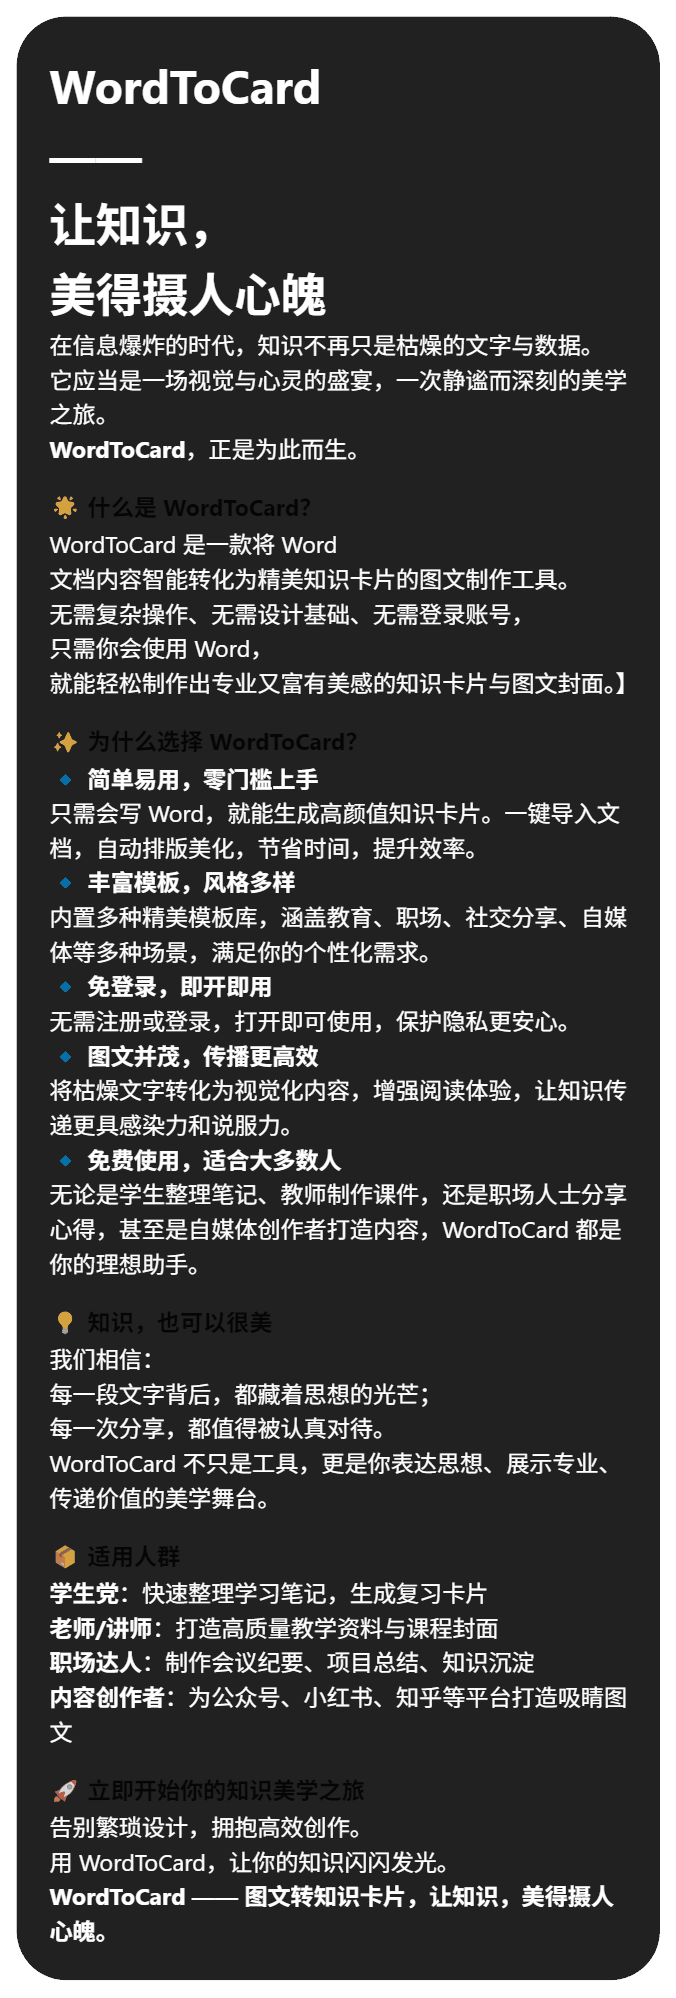 WordToCard
——
让知识，
美得摄人心魄
在信息爆炸的时代，知识不再只是枯燥的文字与数据。
它应当是一场视觉与心灵的盛宴，一次静谧而深刻的美学
之旅。
WordToCard，正是为此而生。
🌟 什么是 WordToCard？
WordToCard 是一款将 Word
文档内容智能转化为精美知识卡片的图文制作工具。
无需复杂操作、无需设计基础、无需登录账号，
只需你会使用 Word，
就能轻松制作出专业又富有美感的知识卡片与图文封面。】
✨ 为什么选择 WordToCard？
🔹 简单易用，零门槛上手
只需会写 Word，就能生成高颜值知识卡片。一键导入文
档，自动排版美化，节省时间，提升效率。
🔹 丰富模板，风格多样
内置多种精美模板库，涵盖教育、职场、社交分享、自媒
体等多种场景，满足你的个性化需求。
🔹 免登录，即开即用
无需注册或登录，打开即可使用，保护隐私更安心。
🔹 图文并茂，传播更高效
将枯燥文字转化为视觉化内容，增强阅读体验，让知识传
递更具感染力和说服力。
🔹 免费使用，适合大多数人
无论是学生整理笔记、教师制作课件，还是职场人士分享
心得，甚至是自媒体创作者打造内容，WordToCard 都是
你的理想助手。
💡 知识，也可以很美
我们相信：
每一段文字背后，都藏着思想的光芒；
每一次分享，都值得被认真对待。
WordToCard 不只是工具，更是你表达思想、展示专业、
传递价值的美学舞台。
📦 适用人群
学生党：快速整理学习笔记，生成复习卡片
老师/讲师：打造高质量教学资料与课程封面
职场达人：制作会议纪要、项目总结、知识沉淀
内容创作者：为公众号、小红书、知乎等平台打造吸睛图
文
🚀 立即开始你的知识美学之旅
告别繁琐设计，拥抱高效创作。
用 WordToCard，让你的知识闪闪发光。
WordToCard —— 图文转知识卡片，让知识，美得摄人
心魄。